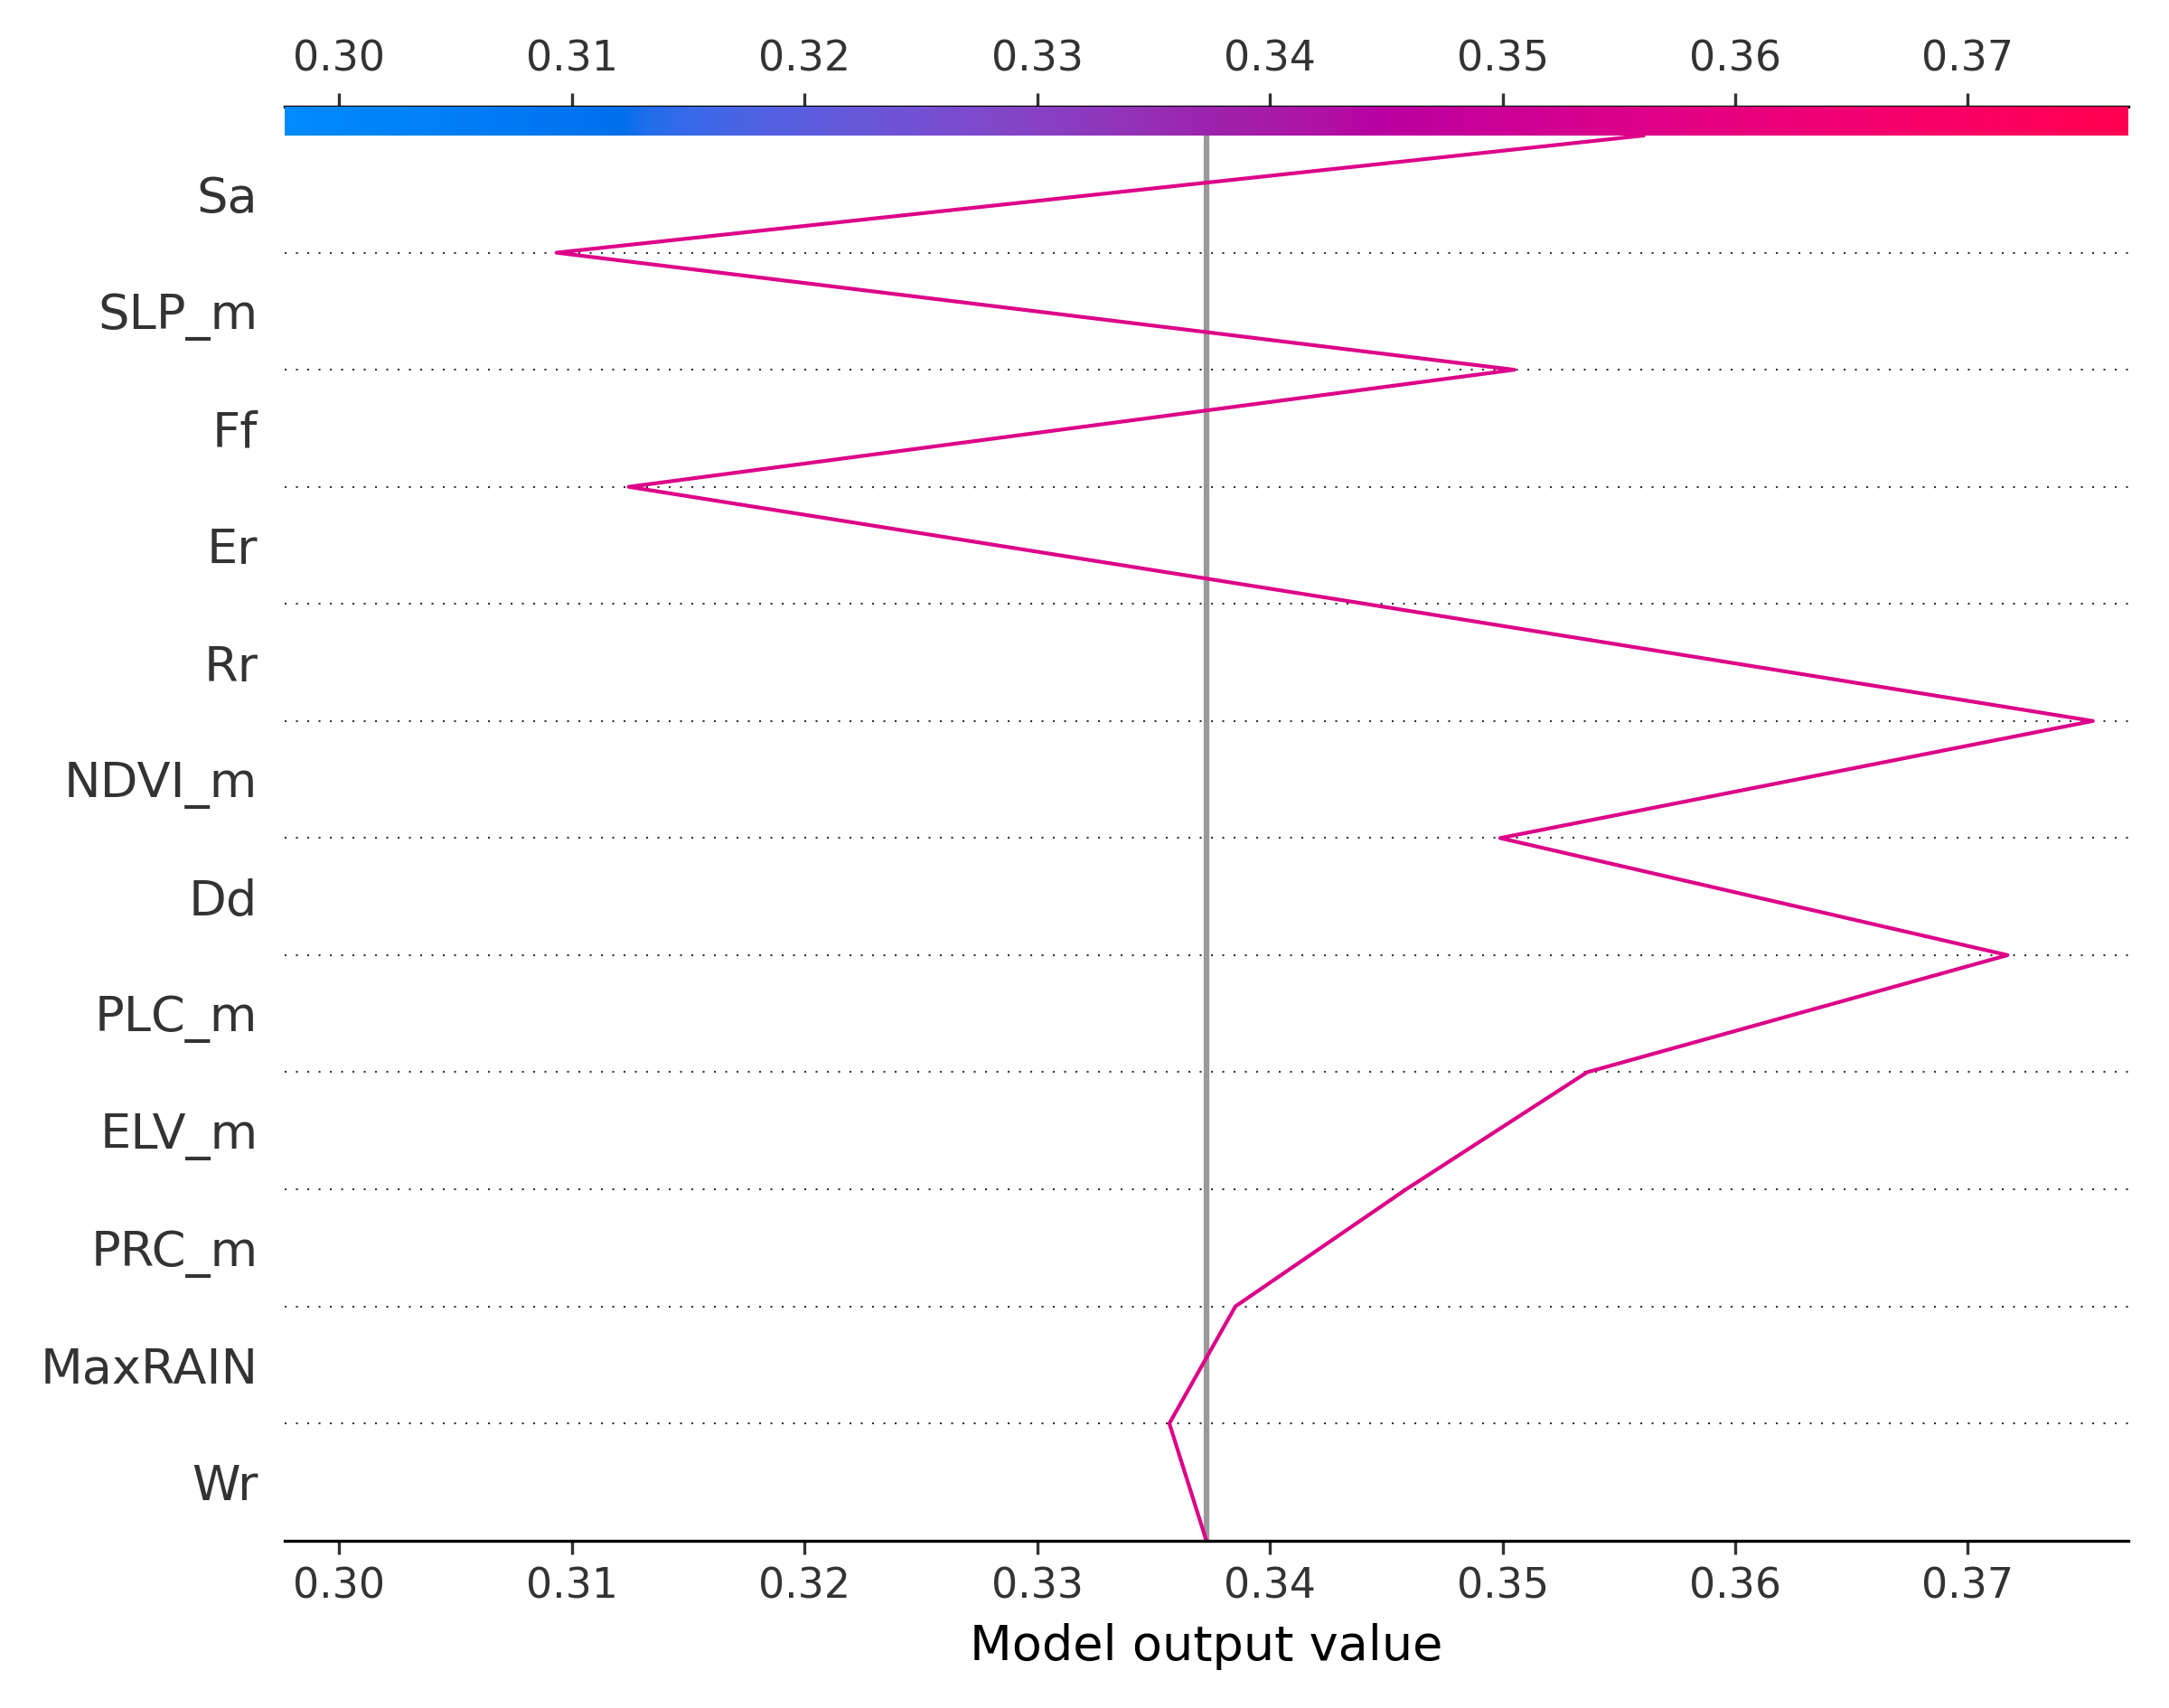 0.30 0.31 0.32 0.33 0.34 0.35 0.36 0.37
Sa
SLP_m
Ff
Er
Rr
NDVI_m
Dd
PLC_m
ELV_m
PRC_m
MaxRAIN
Wr
0.30 0.31 0.32 0.33 0.34 0.35 0.36 0.37
Model output value